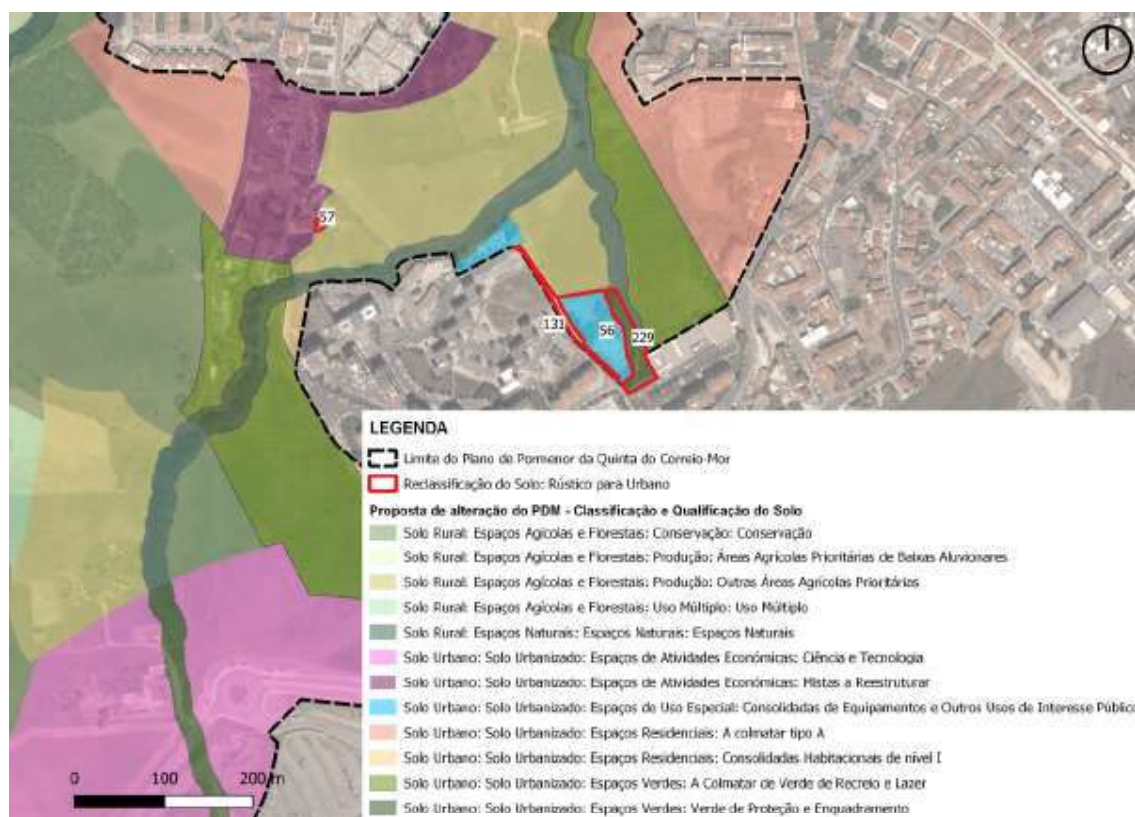 57
131
56
229
LEGENDA
Limite do Plano de Pormenor da Quinta do Correio-Mor
Reclassificação do Solo: Rústico para Urbano
Proposta de alteração do PDM - Classificação e Qualificação do Solo
Solo Rural: Espaços Agícolas e Florestais: Conservação: Conservação
Solo Rural: Espaços Agícolas e Florestais: Produção: Áreas Agrícolas Prioritárias de Baixas Aluvionares
Solo Rural: Espaços Agícolas e Florestais: Produção: Outras Áreas Agrícolas Prioritárias
Solo Rural: Espaços Agícolas e Florestais: Uso Múltiplo: Uso Múltiplo
Solo Rural: Espaços Naturais: Espaços Naturais: Espaços Naturais
Solo Urbano: Solo Urbanizado: Espaços de Atividades Económicas: Ciência e Tecnologia
Solo Urbano: Solo Urbanizado: Espaços de Atividades Económicas: Mistas a Reestruturar
Solo Urbano: Solo Urbanizado: Espaços de Uso Especial: Consolidadas de Equipamentos e Outros Usos de Interesse Público
Solo Urbano: Solo Urbanizado: Espaços Residenciais: A colmatar tipo A
Solo Urbano: Solo Urbanizado: Espaços Residenciais: Consolidadas Habitacionais de nível I
Solo Urbano: Solo Urbanizado: Espaços Verdes: A Colmatar de Verde de Recreio e Lazer
Solo Urbano: Solo Urbanizado: Espaços Verdes: Verde de Proteção e Enquadramento
0 100 200 m